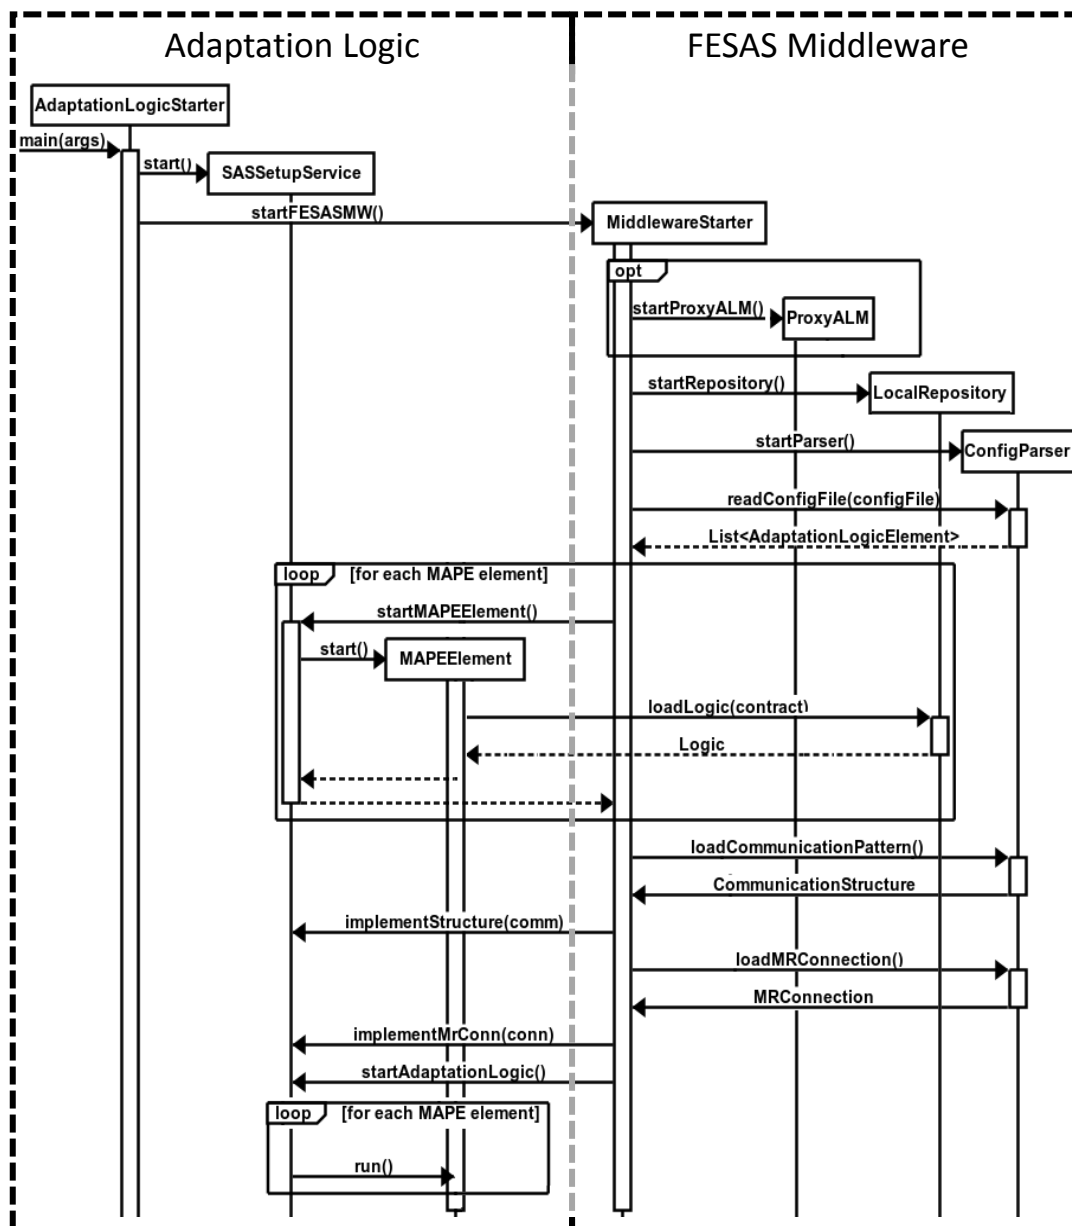 Adaptation Logic
FESAS Middleware
AdaptationLogicStarter
main(args)
start()
SASSetupService
startFESASMW()
MiddlewareStarter
opt
startProxyALM()
ProxyALM
startRepository()
LocalRepository
startParser()
ConfigParser
readConfigFile(configFile)
List<AdaptationLogicElement>
loop
[for each MAPE element]
startMAPEElement()
start()
MAPEElement
loadLogic(contract)
Logic
loadCommunicationPattern()
CommunicationStructure
implementStructure(comm)
loadMRConnection()
MRConnection
implementMrConn(conn)
startAdaptationLogic()
loop
[for each MAPE element]
run()